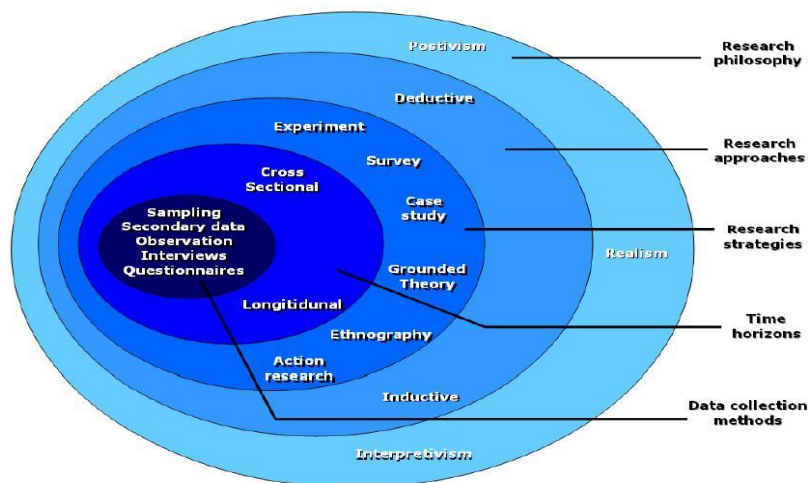 Postivism
Research
philosophy
Deductive
Experiment
Research
approaches
Survey
Cross
Sectional
Case
study
Sampling
Secondary data
Observation
Interviews
Questionnaires
Research
strategies
Realism
Grounded
Theory
Longitidunal
Time
horizons
Ethnography
Action
research
Inductive
Data collection
methods
Interpretivism